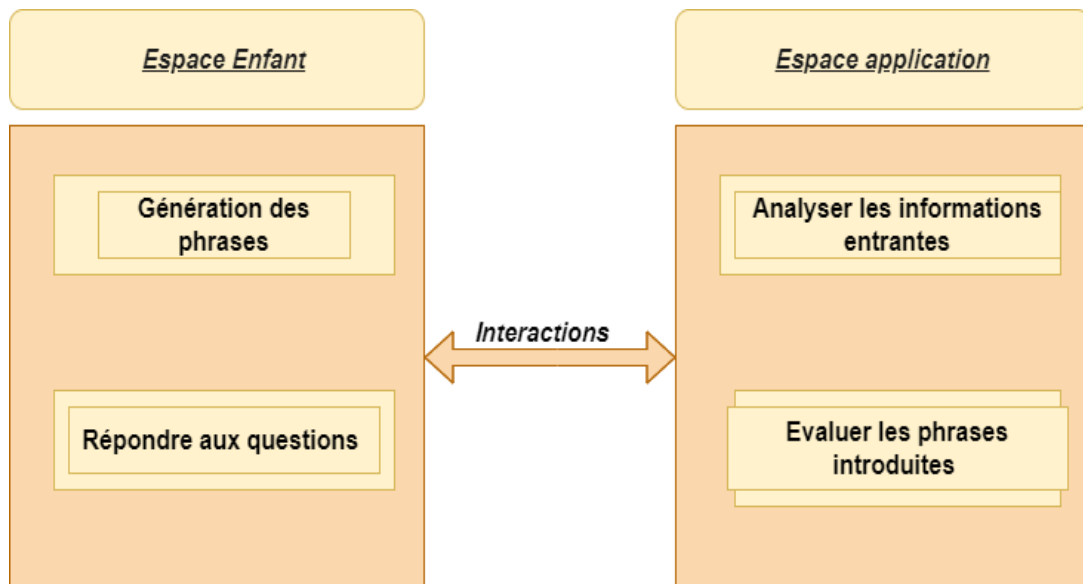 Espace Enfant
Génération des
phrases
Répondre aux questions
Interactions
Espace application
Analyser les informations
entrantes
Evaluer les phrases
introduites